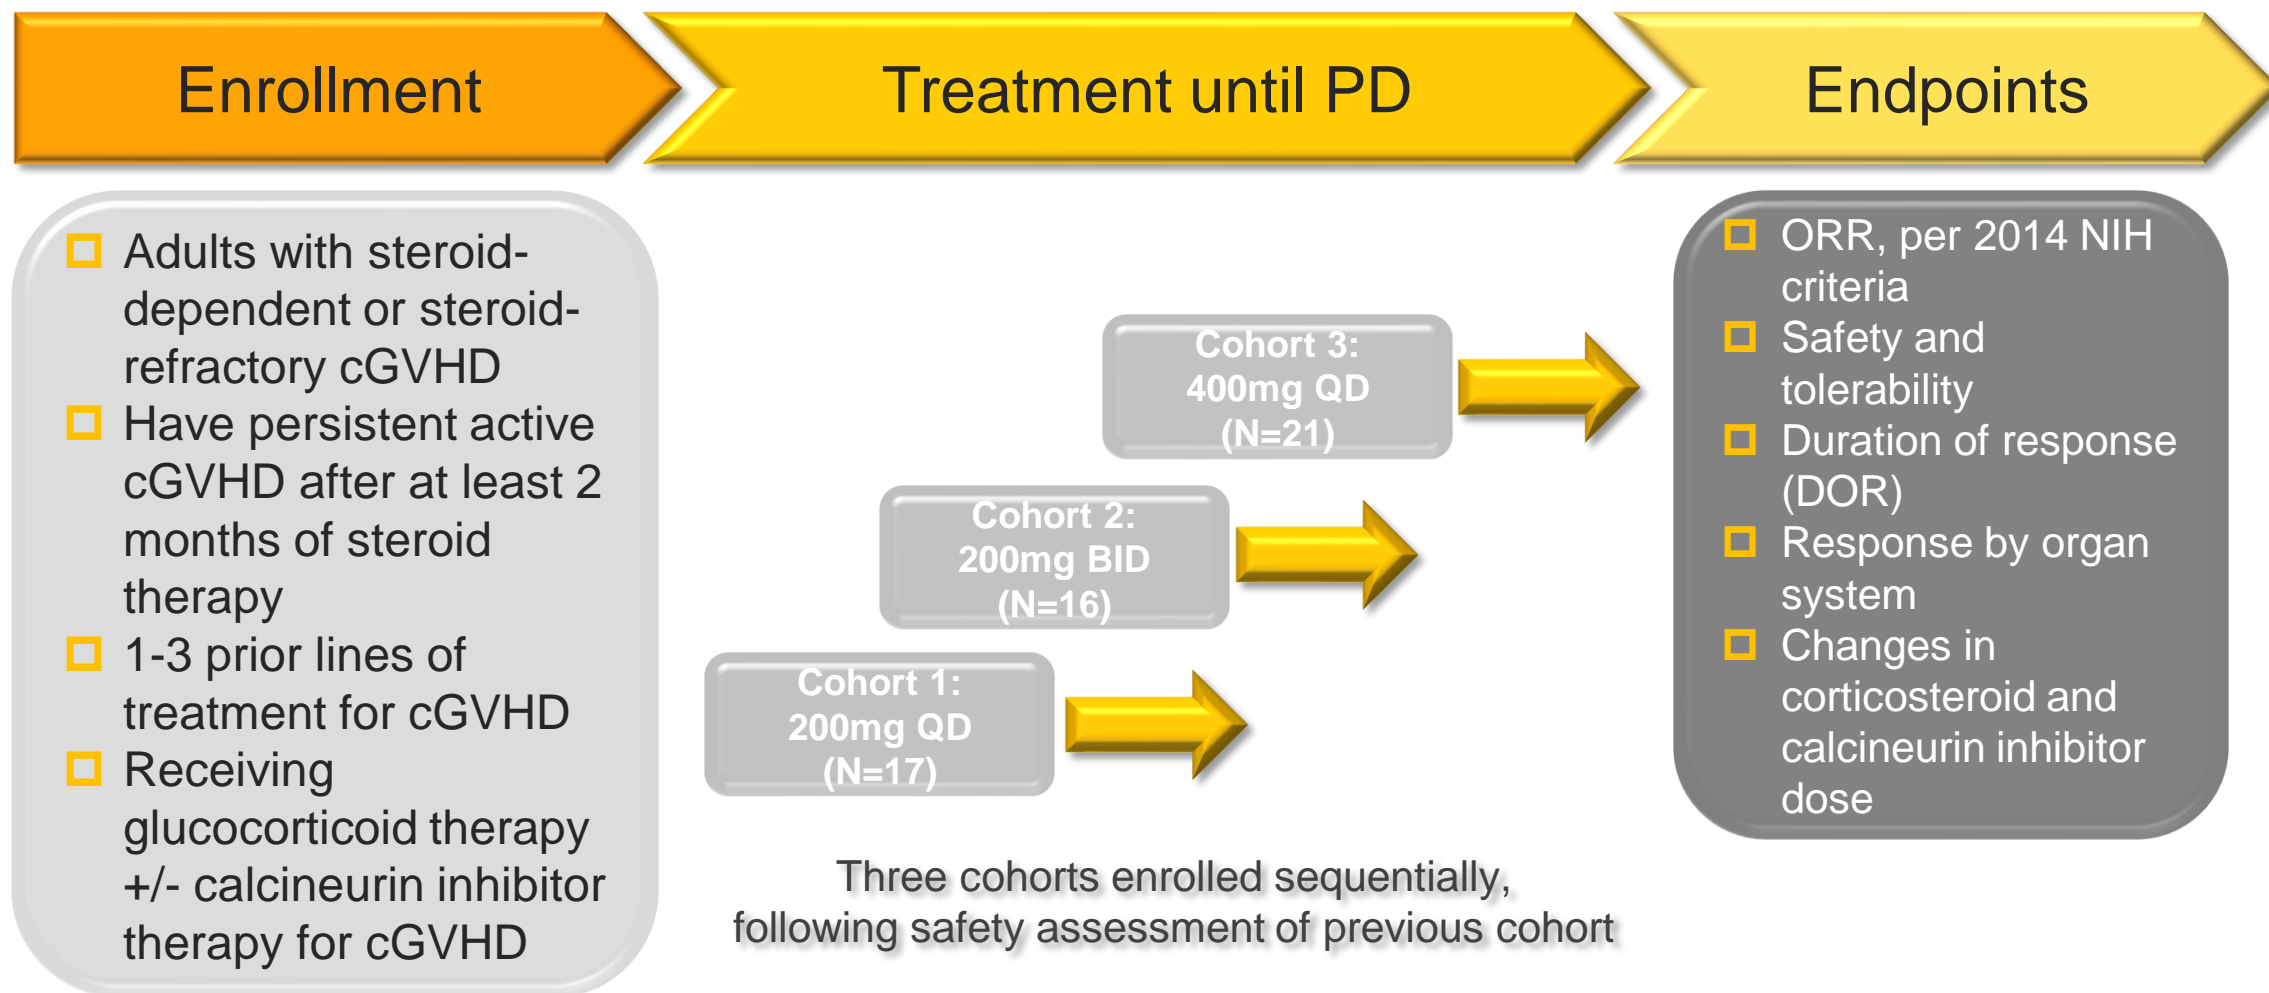 Enrollment
Treatment until PD
Endpoints
Adults with steroid-
dependent or steroid-
refractory cGVHD
Have persistent active
cGVHD after at least 2
months of steroid
therapy
1-3 prior lines of
treatment for cGVHD
Receiving
glucocorticoid therapy
+/- calcineurin inhibitor
therapy for cGVHD
Cohort 3:
400mg QD
(N=21)
Cohort 2:
200mg BID
(N=16)
Cohort 1:
200mg QD
(N=17)
Three cohorts enrolled sequentially,
following safety assessment of previous cohort
ORR, per 2014 NIH
criteria
Safety and
tolerability
Duration of response
(DOR)
Response by organ
system
Changes in
corticosteroid and
calcineurin inhibitor
dose